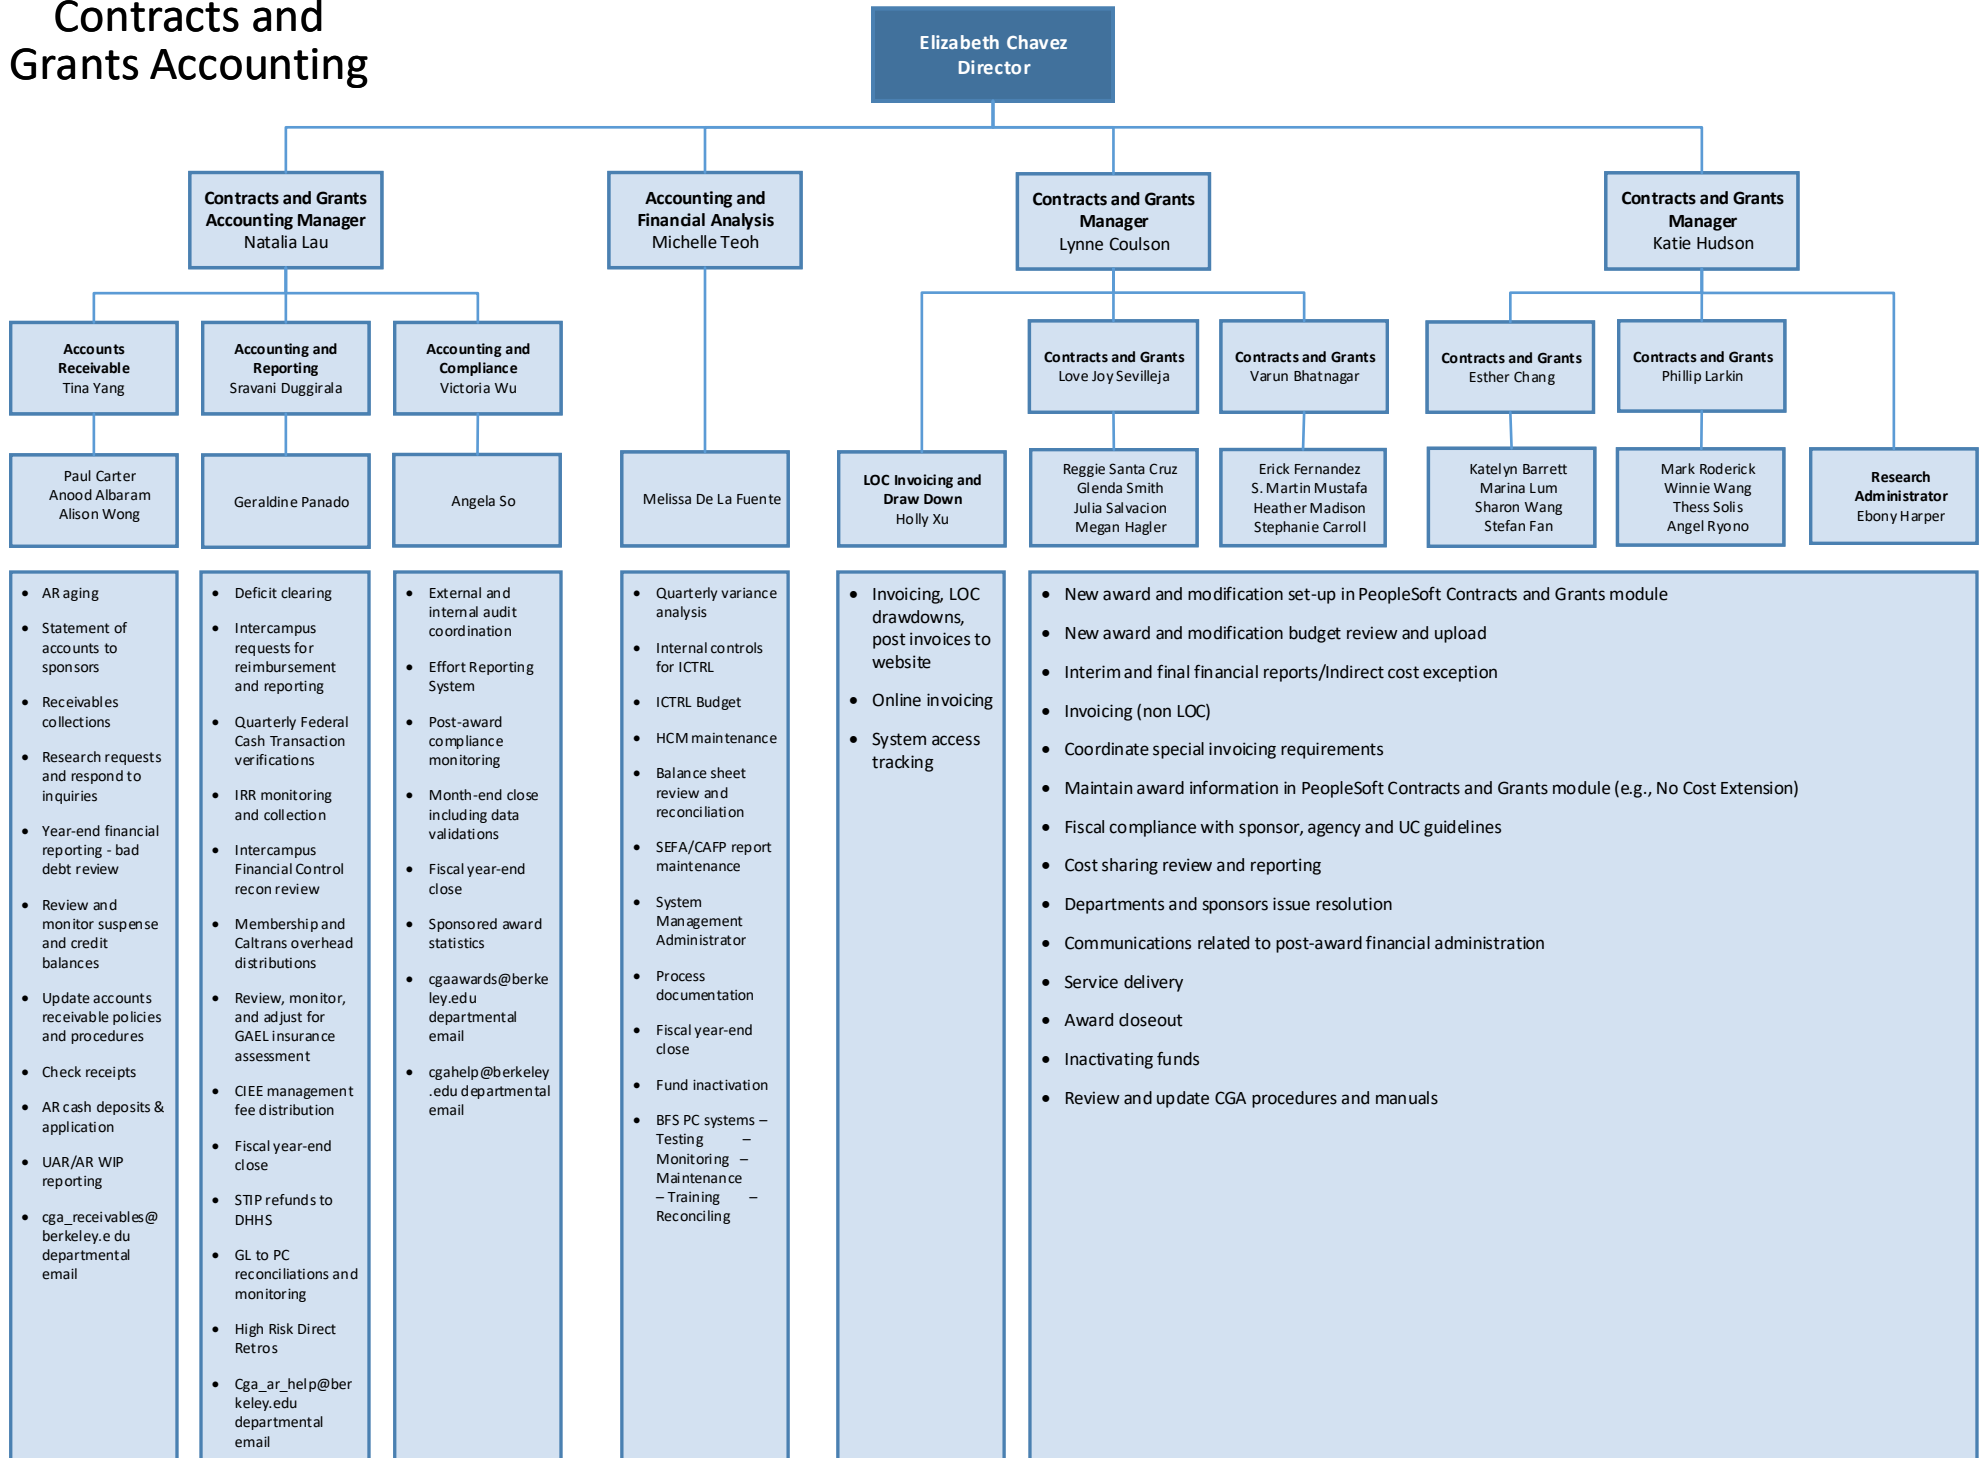 Contracts and
Grants Accounting
Elizabeth Chavez
Director
Contracts and Grants
Accounting Manager
Natalia Lau
Accounting and
Financial Analysis
Michelle Teoh
Contracts and Grants
Manager
Lynne Coulson
Contracts and Grants
Manager
Katie Hudson
Accounts
Receivable
Tina Yang
Accounting and
Reporting
Sravani Duggirala
Accounting and
Compliance
Victoria Wu
Contracts and Grants
Love Joy Sevilleja
Contracts and Grants
Varun Bhatnagar
Contracts and Grants
Esther Chang
Contracts and Grants
Phillip Larkin
Paul Carter
Anood Albaram
Alison Wong
Geraldine Panado
Angela So
Melissa De La Fuente
LOC Invoicing and
Draw Down
Holly Xu
Reggie Santa Cruz
Glenda Smith
Julia Salvacion
Megan Hagler
Erick Fernandez
S. Martin Mustafa
Heather Madison
Stephanie Carroll
Katelyn Barrett
Marina Lum
Sharon Wang
Stefan Fan
Mark Roderick
Winnie Wang
Thess Solis
Angel Ryono
Research
Administrator
Ebony Harper
• AR aging
• Statement of
accounts to
sponsors
• Receivables
collections
• Research requests
and respond to
inquiries
• Year-end financial
reporting - bad
debt review
• Review and
monitor suspense
and credit
balances
• Update accounts
receivable policies
and procedures
• Check receipts
• AR cash deposits &
application
• UAR/AR WIP
reporting
• cga_receivables@
berkeley.e du
departmental
email
• Deficit clearing
• Intercampus
requests for
reimbursement
and reporting
• Quarterly Federal
Cash Transaction
verifications
• IRR monitoring
and collection
• Intercampus
Financial Control
recon review
• Membership and
Caltrans overhead
distributions
• Review, monitor,
and adjust for
GAEL insurance
assessment
• CIEE management
fee distribution
• Fiscal year-end
close
• STIP refunds to
DHHS
• GL to PC
reconciliations and
monitoring
• High Risk Direct
Retros
• Cga_ar_help@ber
keley.edu
departmental
email
• External and
internal audit
coordination
• Effort Reporting
System
• Post-award
compliance
monitoring
• Month-end close
including data
validations
• Fiscal year-end
close
• Sponsored award
statistics
• cgaawards@berke
ley.edu
departmental
email
• cgahelp@berkeley
.edu departmental
email
• Quarterly variance
analysis
• Internal controls
for ICTRL
• ICTRL Budget
• HCM maintenance
• Balance sheet
review and
reconciliation
• SEFA/CAFP report
maintenance
• System
Management
Administrator
• Process
documentation
• Fiscal year-end
close
• Fund inactivation
• BFS PC systems –
Testing –
Monitoring –
Maintenance
– Training –
Reconciling
• Invoicing, LOC
drawdowns,
post invoices to
website
• Online invoicing
• System access
tracking
• New award and modification set-up in PeopleSoft Contracts and Grants module
• New award and modification budget review and upload
• Interim and final financial reports/Indirect cost exception
• Invoicing (non LOC)
• Coordinate special invoicing requirements
• Maintain award information in PeopleSoft Contracts and Grants module (e.g., No Cost Extension)
• Fiscal compliance with sponsor, agency and UC guidelines
• Cost sharing review and reporting
• Departments and sponsors issue resolution
• Communications related to post-award financial administration
• Service delivery
• Award closeout
• Inactivating funds
• Review and update CGA procedures and manuals